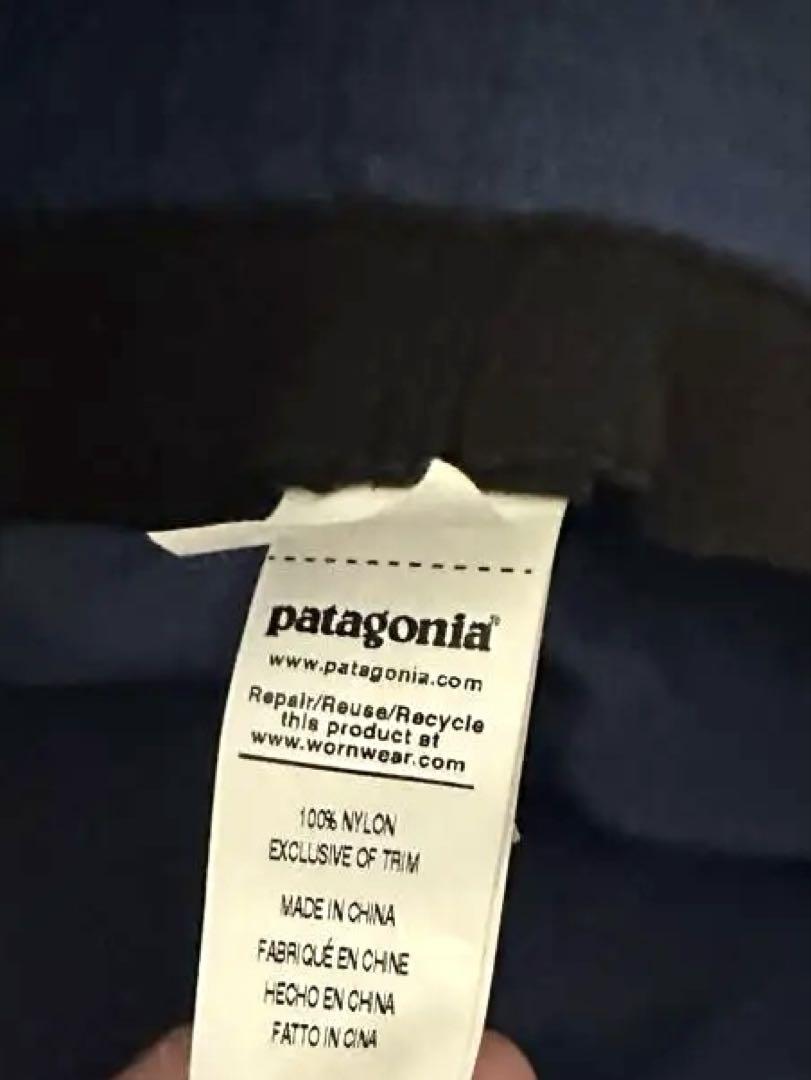 patagonia®
www.patagonia.com
Repair/Reuse/Recycle
this product at
www.wornwear.com
100% NYLON
EXCLUSIVE OF TRIM
MADE IN CHINA
FABRIQUÉ EN CHINE
HECHO EN CHINA
FATTO IN CINA